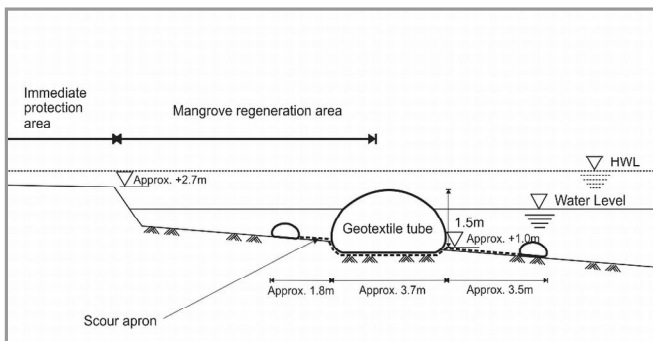 Immediate
protection
area
Mangrove regeneration area
HWL
Approx. +2.7m
Water Level
1.5m
Geotextile tube
Approx. +1.0m
Approx. 1.8m
Approx. 3.7m
Approx. 3.5m
Scour apron